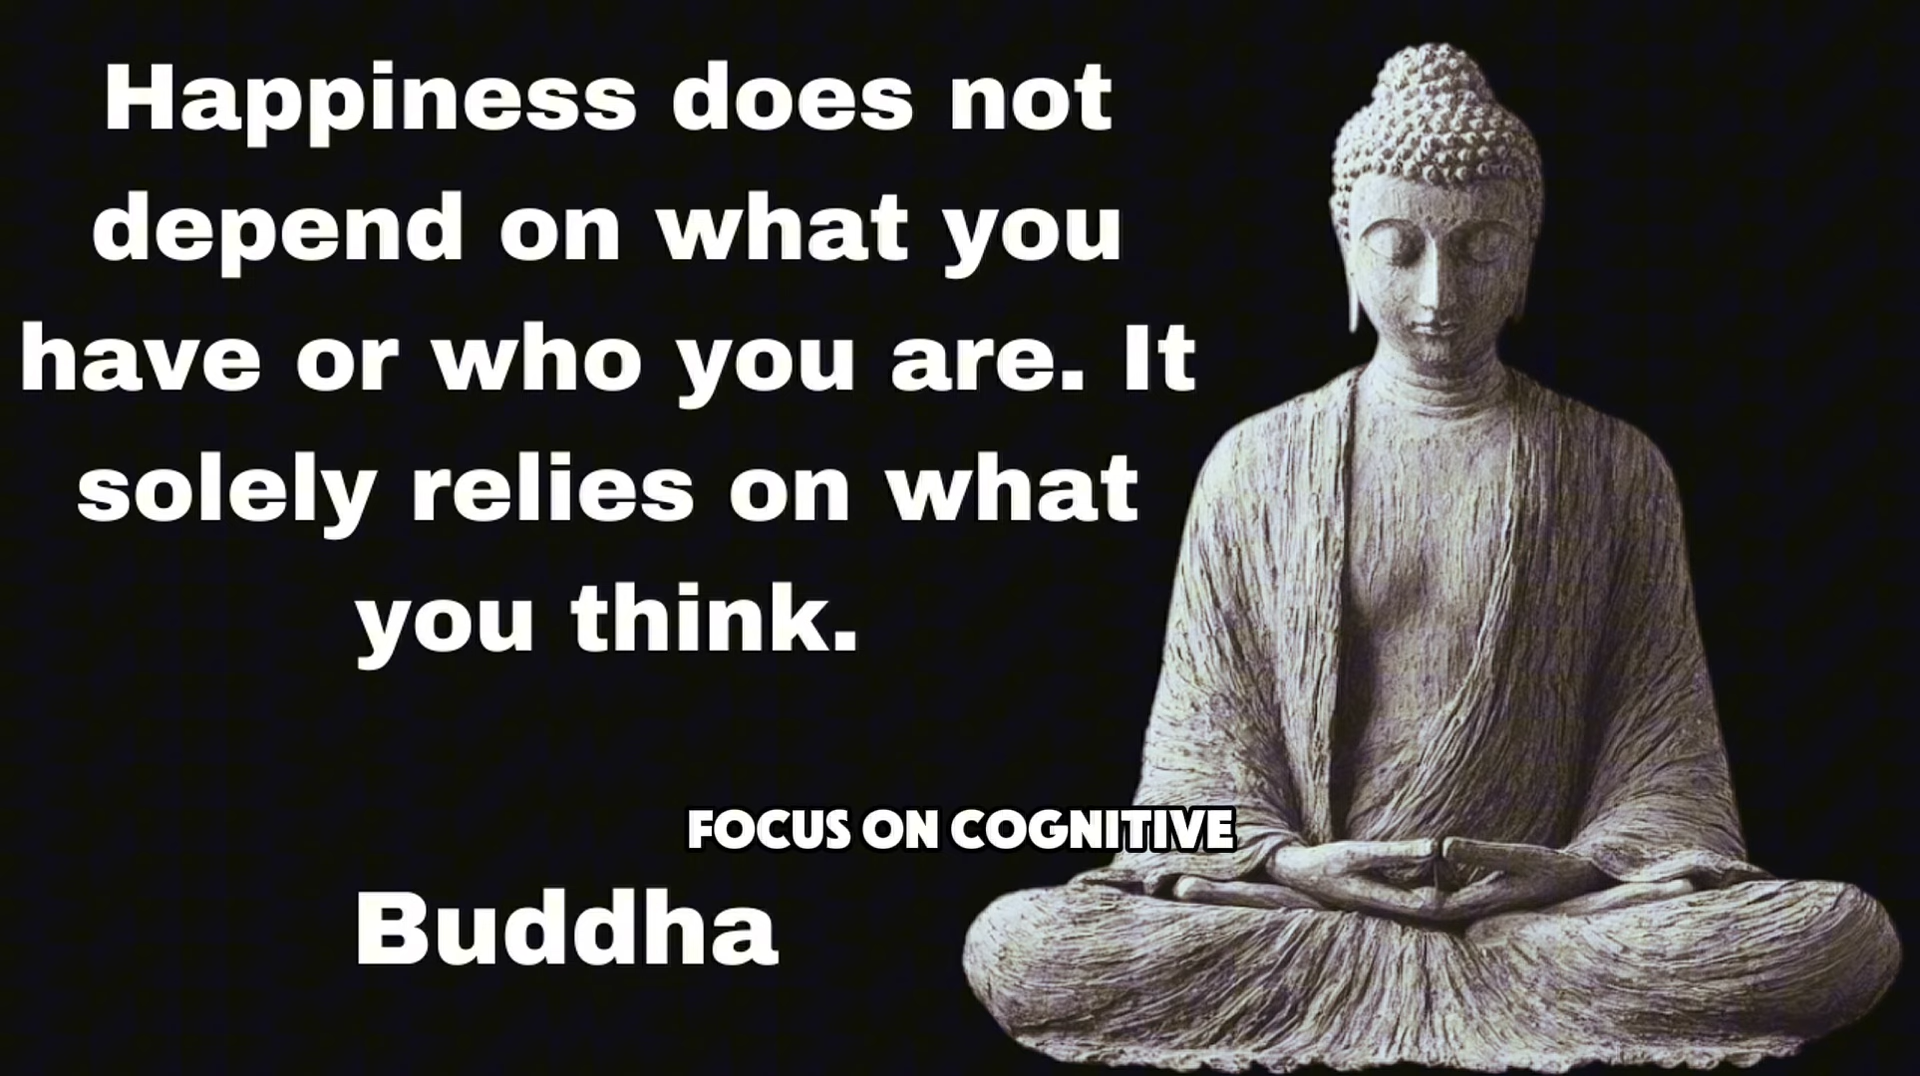 Happiness does not
depend on what you
have or who you are. It
solely relies on what
you think.
FOCUS ON COGNITIVE
Buddha